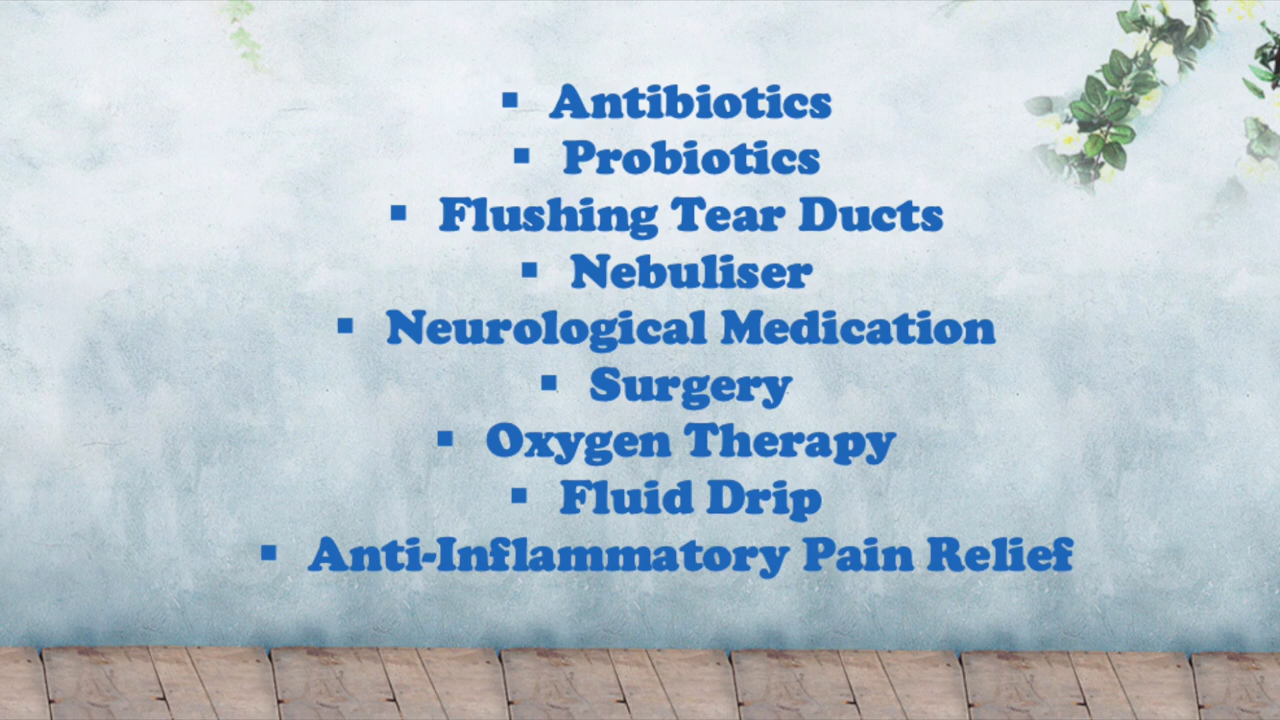 ▪ Antibiotics
▪ Probiotics
▪ Flushing Tear Ducts
▪ Nebuliser
▪ Neurological Medication
▪ Surgery
▪ Oxygen Therapy
▪ Fluid Drip
▪ Anti-Inflammatory Pain Relief